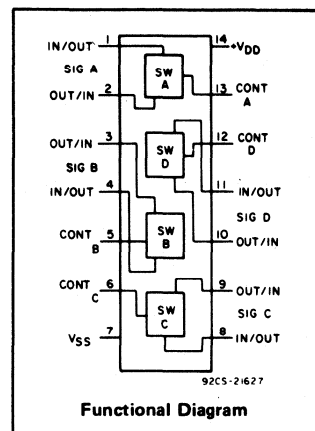 IN/OUT 1
SIG A
OUT/IN 2
OUT/IN 3
SIG B
IN/OUT 4
CONT B 5
CONT C 6
VSS 7
SW A
SW D
SW B
SW C
14 +VDD
13 CONT A
12 CONT D
11 IN/OUT
SIG D
10 OUT/IN
9 OUT/IN
SIG C
8 IN/OUT
92CS-21627
Functional Diagram